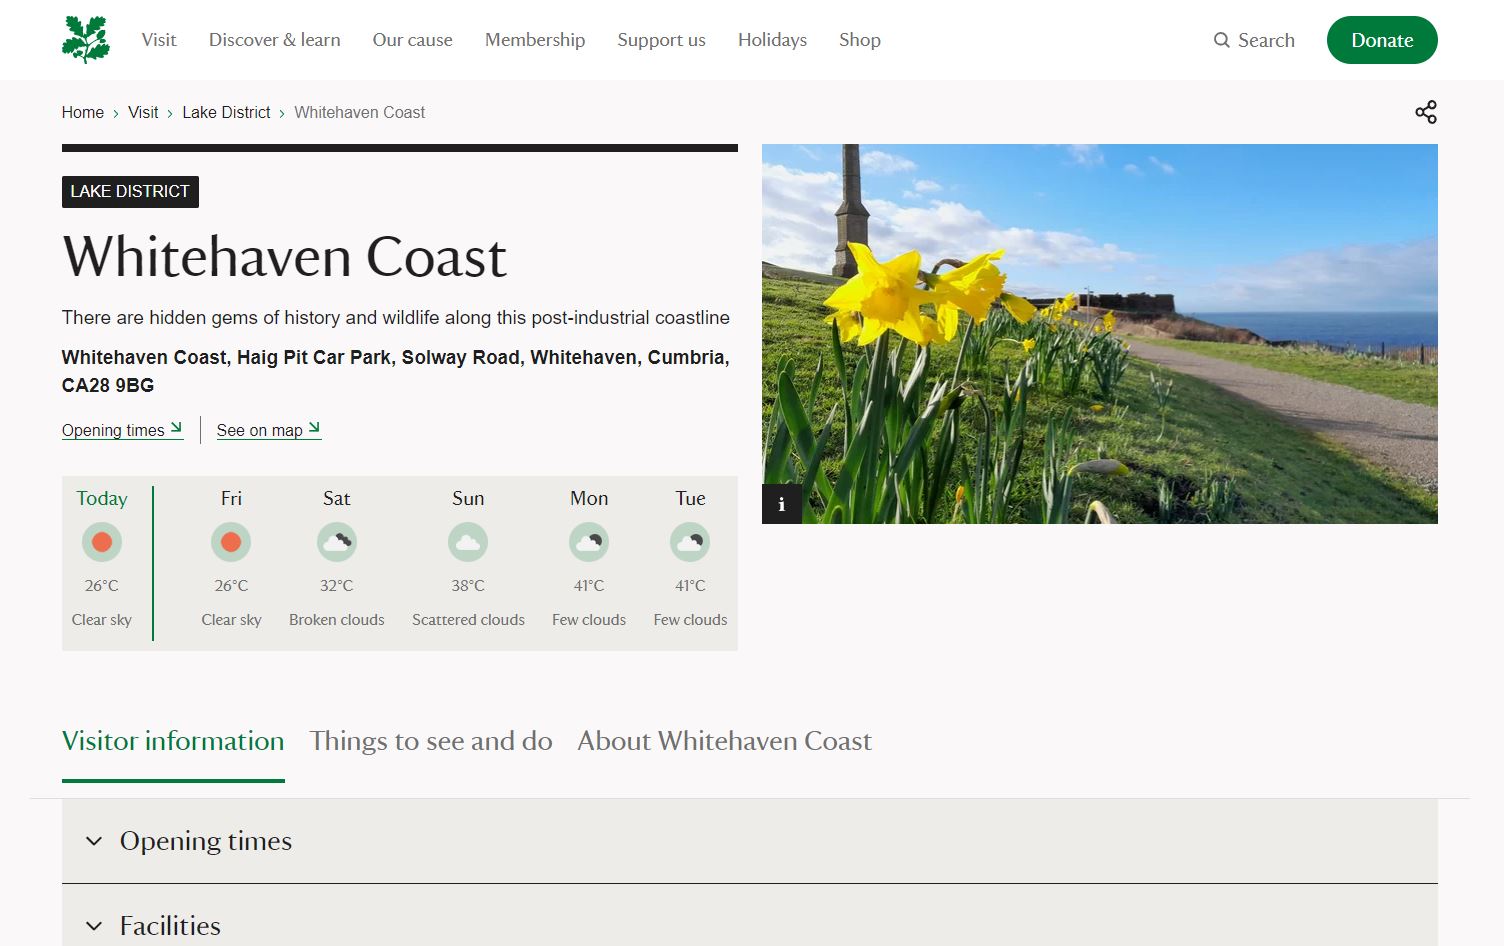 Visit Discover & learn Our cause Membership Support us Holidays Shop Search Donate
Home › Visit › Lake District › Whitehaven Coast
LAKE DISTRICT
Whitehaven Coast
There are hidden gems of history and wildlife along this post-industrial coastline
Whitehaven Coast, Haig Pit Car Park, Solway Road, Whitehaven, Cumbria,
CA28 9BG
Opening times See on map
i
Today Fri Sat Sun Mon Tue
26°C 26°C 32°C 38°C 41°C 41°C
Clear sky Clear sky Broken clouds Scattered clouds Few clouds Few clouds
Visitor information Things to see and do About Whitehaven Coast
Opening times
Facilities